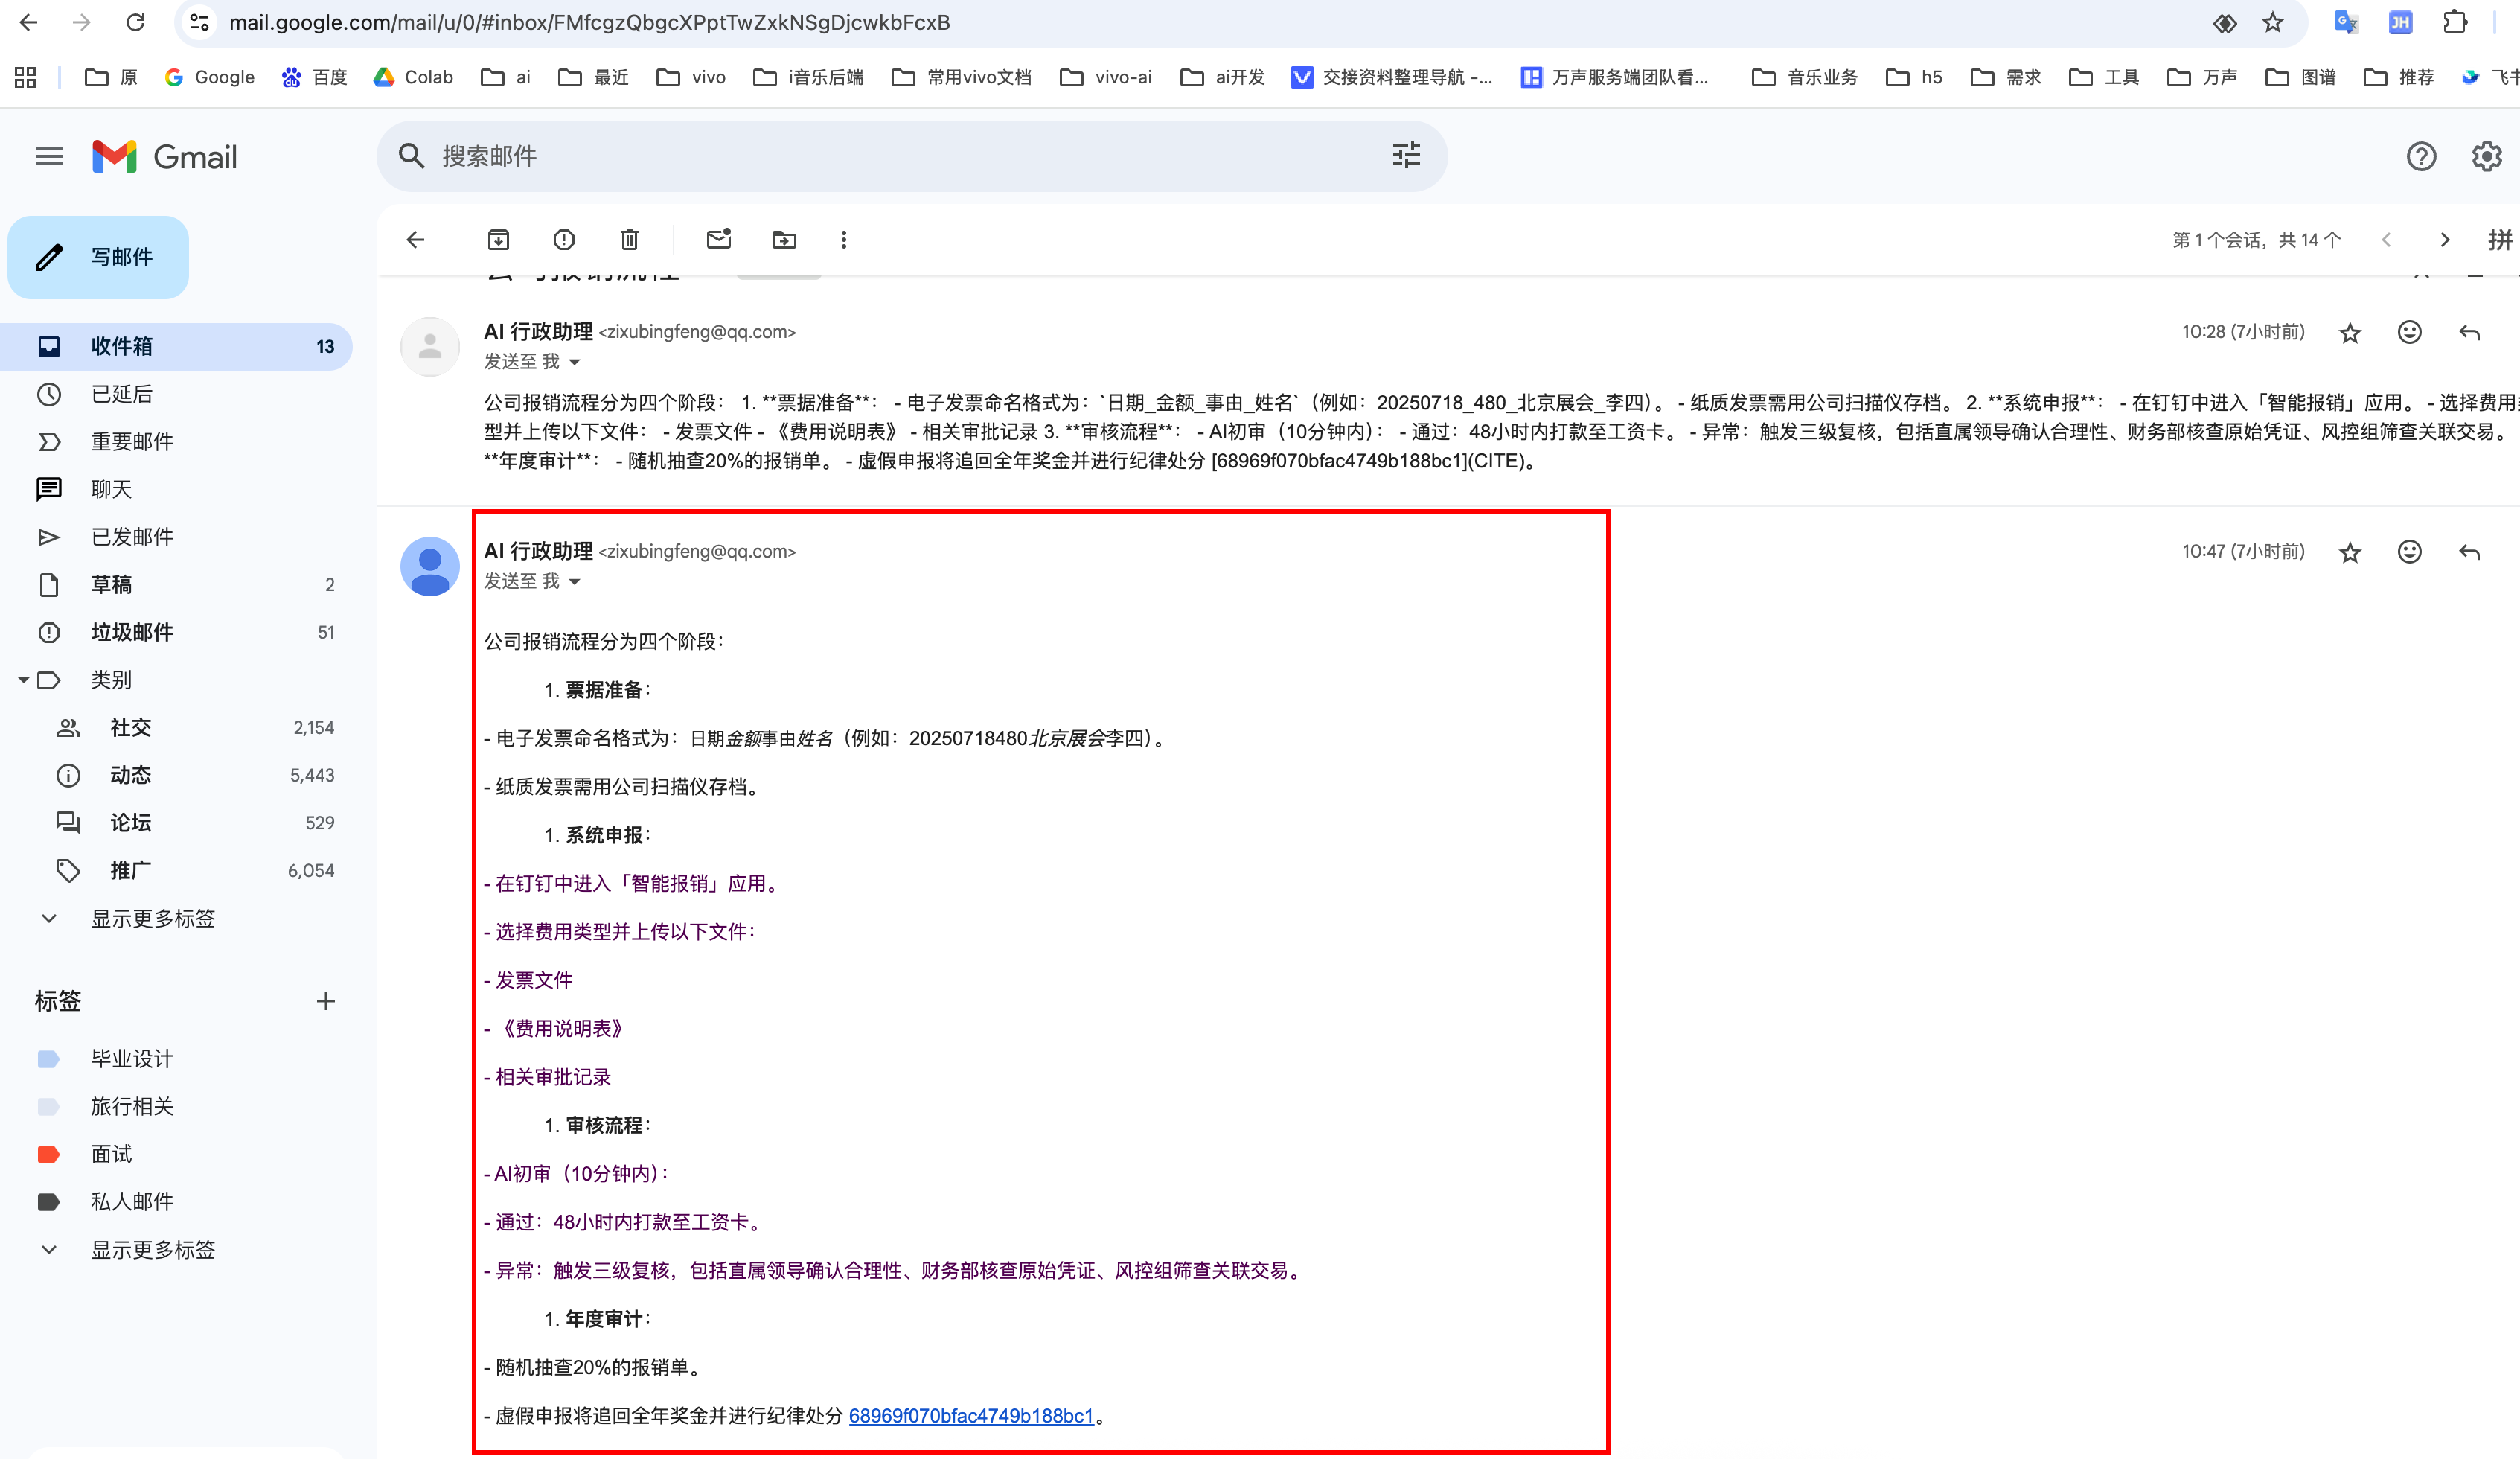 mail.google.com/mail/u/0/#inbox/FMfcgzQbgcXPptTwZxkNSgDjcwkbFcxB
JH
原 Google 百度 Colab ai 最近 vivo i音乐后端 常用vivo文档 vivo-ai ai开发 交接资料整理导航 -... 万声服务端团队看... 音乐业务 h5 需求 工具 万声 图谱 推荐 飞书
Gmail
搜索邮件
写邮件
第 1 个会话，共 14 个
拼
收件箱 13
已延后
重要邮件
聊天
已发邮件
草稿 2
垃圾邮件 51
类别
社交 2,154
动态 5,443
论坛 529
推广 6,054
显示更多标签
标签
毕业设计
旅行相关
面试
私人邮件
显示更多标签
AI 行政助理 <zixubingfeng@qq.com>
10:28 (7小时前)
发送至 我
公司报销流程分为四个阶段： 1. **票据准备**： - 电子发票命名格式为：`日期_金额_事由_姓名`（例如：20250718_480_北京展会_李四）。 - 纸质发票需用公司扫描仪存档。 2. **系统申报**： - 在钉钉中进入「智能报销」应用。 - 选择费用类
型并上传以下文件： - 发票文件 - 《费用说明表》 - 相关审批记录 3. **审核流程**： - AI初审（10分钟内）： - 通过：48小时内打款至工资卡。 - 异常：触发三级复核，包括直属领导确认合理性、财务部核查原始凭证、风控组筛查关联交易。
**年度审计**： - 随机抽查20%的报销单。 - 虚假申报将追回全年奖金并进行纪律处分 [68969f070bfac4749b188bc1](CITE)。
AI 行政助理 <zixubingfeng@qq.com>
10:47 (7小时前)
发送至 我
公司报销流程分为四个阶段：
1. 票据准备：
- 电子发票命名格式为：日期金额事由姓名（例如：20250718480北京展会李四）。
- 纸质发票需用公司扫描仪存档。
1. 系统申报：
- 在钉钉中进入「智能报销」应用。
- 选择费用类型并上传以下文件：
- 发票文件
- 《费用说明表》
- 相关审批记录
1. 审核流程：
- AI初审（10分钟内）：
- 通过：48小时内打款至工资卡。
- 异常：触发三级复核，包括直属领导确认合理性、财务部核查原始凭证、风控组筛查关联交易。
1. 年度审计：
- 随机抽查20%的报销单。
- 虚假申报将追回全年奖金并进行纪律处分 68969f070bfac4749b188bc1。